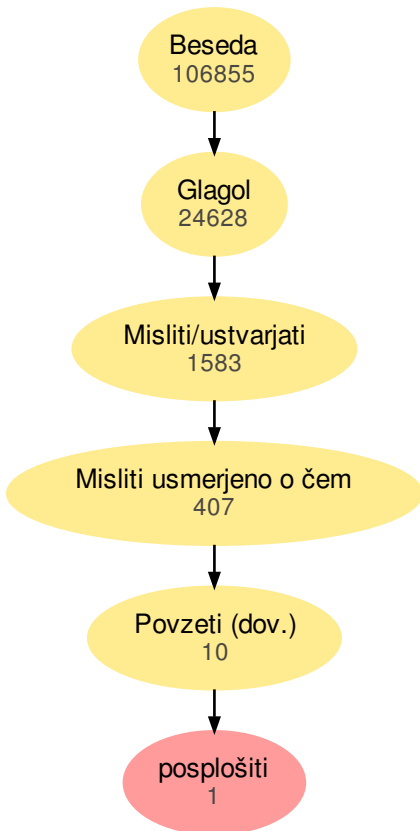 Beseda
106855
Glagol
24628
Misliti/ustvarjati
1583
Misliti usmerjeno o čem
407
Povzeti (dov.)
10
posplošiti
1